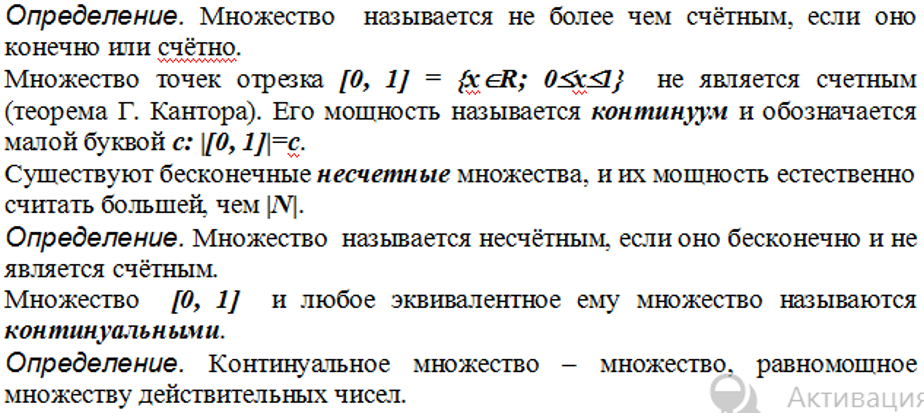 Определение. Множество называется не более чем счётным, если оно
конечно или счётно.
Множество точек отрезка [0, 1] = {x∈R; 0≤x≤1} не является счетным
(теорема Г. Кантора). Его мощность называется континуум и обозначается
малой буквой с: |[0, 1]|=c.
Существуют бесконечные несчетные множества, и их мощность естественно
считать большей, чем |N|.
Определение. Множество называется несчётным, если оно бесконечно и не
является счётным.
Множество [0, 1] и любое эквивалентное ему множество называются
континуальными.
Определение. Континуальное множество – множество, равномощное
множеству действительных чисел.
Активация